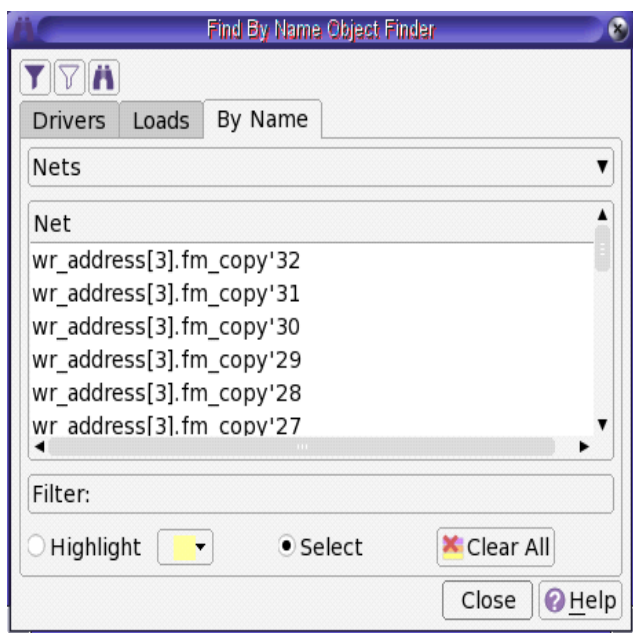 Find By Name Object Finder
Drivers Loads By Name
Nets
Net
wr_address[3].fm_copy'32
wr_address[3].fm_copy'31
wr_address[3].fm_copy'30
wr_address[3].fm_copy'29
wr_address[3].fm_copy'28
wr_address[3].fm_copy'27
Filter:
Highlight Select Clear All
Close Help